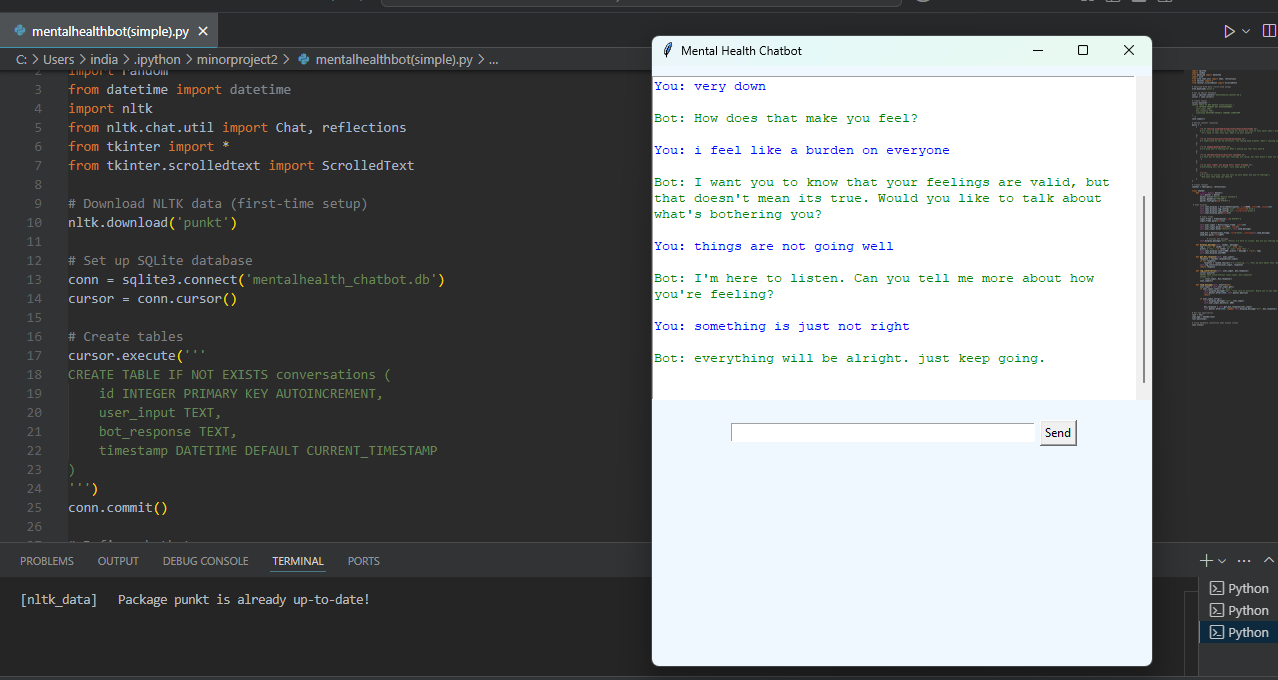 mentalhealthbot(simple).py
C: > Users > india > .ipython > minorproject2 > mentalhealthbot(simple).py > ...
2 import random
3 from datetime import datetime
4 import nltk
5 from nltk.chat.util import Chat, reflections
6 from tkinter import *
7 from tkinter.scrolledtext import ScrolledText
8
9 # Download NLTK data (first-time setup)
10 nltk.download('punkt')
11
12 # Set up SQLite database
13 conn = sqlite3.connect('mentalhealth_chatbot.db')
14 cursor = conn.cursor()
15
16 # Create tables
17 cursor.execute('''
18 CREATE TABLE IF NOT EXISTS conversations (
19 id INTEGER PRIMARY KEY AUTOINCREMENT,
20 user_input TEXT,
21 bot_response TEXT,
22 timestamp DATETIME DEFAULT CURRENT_TIMESTAMP
23 )
24 ''')
25 conn.commit()
26
Mental Health Chatbot
You: very down
Bot: How does that make you feel?
You: i feel like a burden on everyone
Bot: I want you to know that your feelings are valid, but
that doesn't mean its true. Would you like to talk about
what's bothering you?
You: things are not going well
Bot: I'm here to listen. Can you tell me more about how
you're feeling?
You: something is just not right
Bot: everything will be alright. just keep going.
Send
PROBLEMS OUTPUT DEBUG CONSOLE TERMINAL PORTS
[nltk_data] Package punkt is already up-to-date!
Python
Python
Python